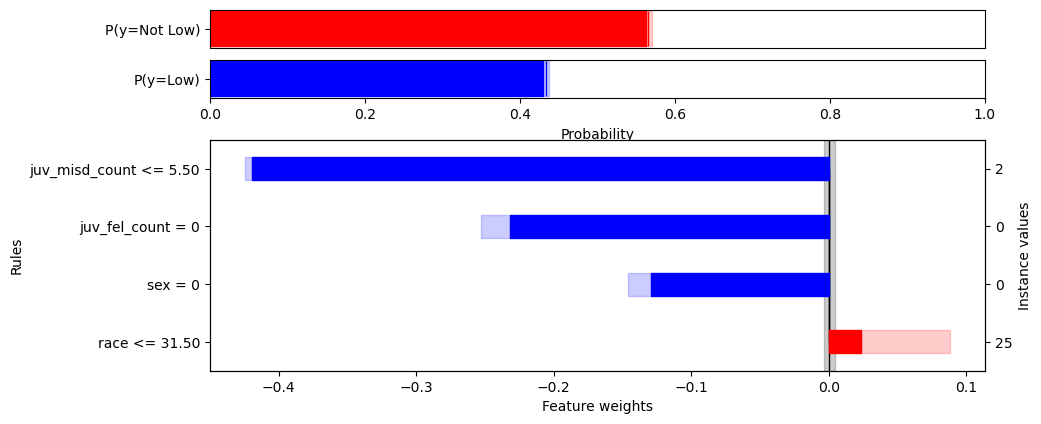 P(y=Not Low)
P(y=Low)
0.0 0.2 0.4 0.6 0.8 1.0
Probability
juv_misd_count <= 5.50 2
juv_fel_count = 0 0
sex = 0 0
race <= 31.50 25
Rules
Instance values
−0.4 −0.3 −0.2 −0.1 0.0 0.1
Feature weights